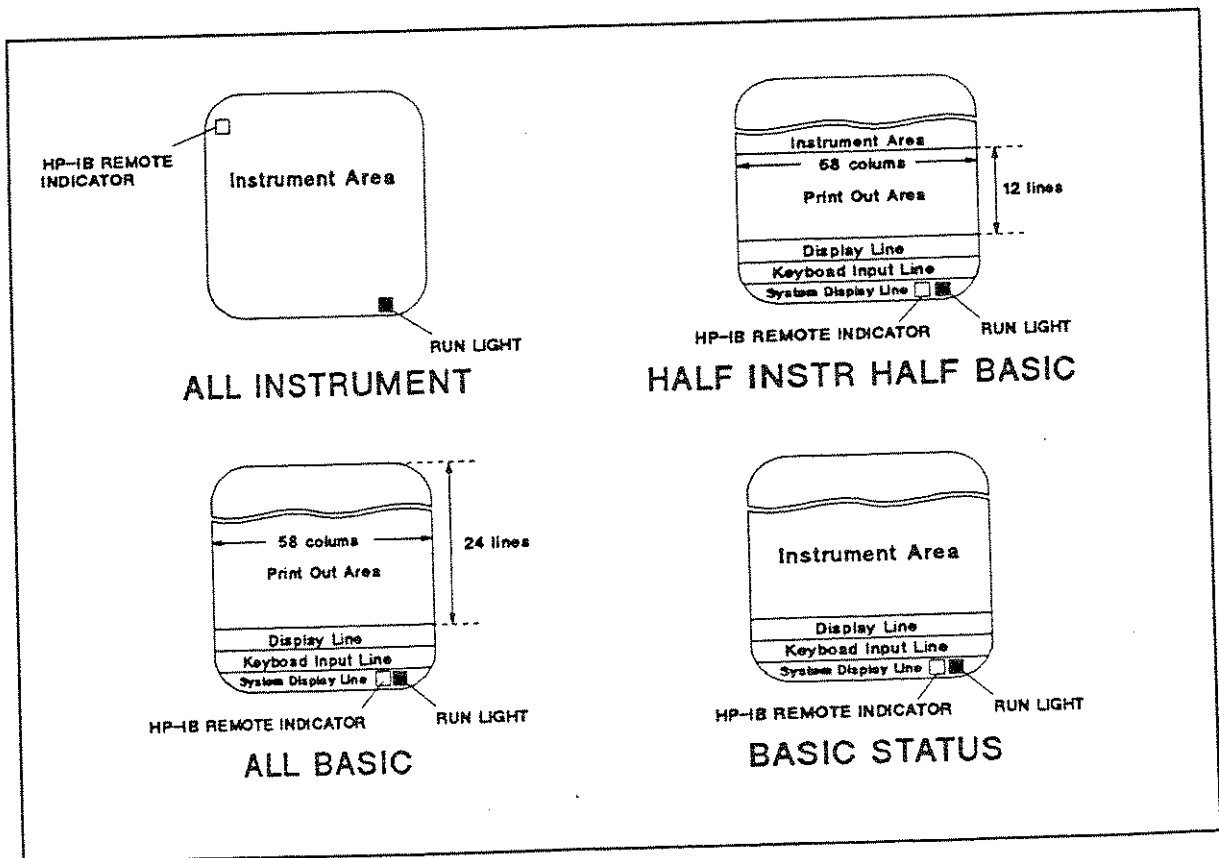 HP-IB REMOTE
INDICATOR
Instrument Area
RUN LIGHT
ALL INSTRUMENT
Instrument Area
58 colums
Print Out Area
12 lines
Display Line
Keyboad Input Line
System Display Line
HP-IB REMOTE INDICATOR
RUN LIGHT
HALF INSTR HALF BASIC
58 colums
24 lines
Print Out Area
Display Line
Keyboad Input Line
System Display Line
HP-IB REMOTE INDICATOR
RUN LIGHT
ALL BASIC
Instrument Area
Display Line
Keyboad Input Line
System Display Line
HP-IB REMOTE INDICATOR
RUN LIGHT
BASIC STATUS